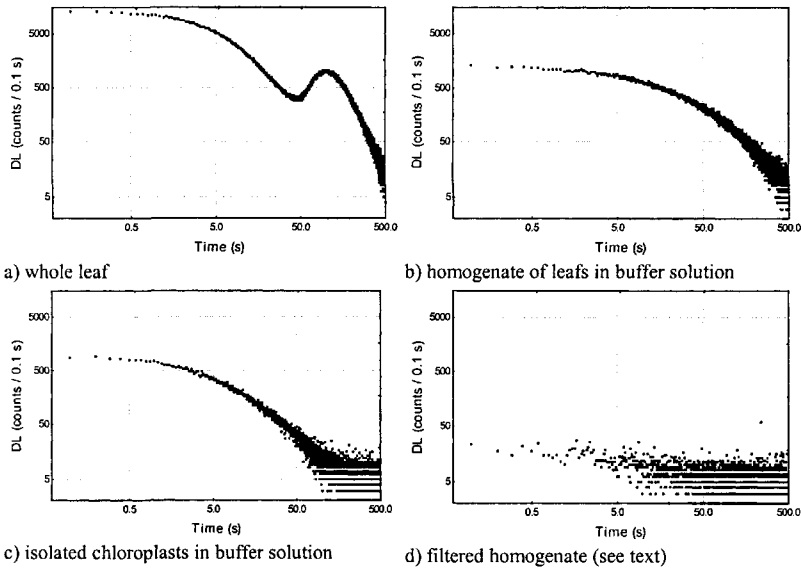 DL (counts / 0.1 s)
5000
500
50
5
0.5
5.0
50.0
500.0
Time (s)
a) whole leaf
DL (counts / 0.1 s)
5000
500
50
5
0.5
5.0
50.0
500.0
Time (s)
b) homogenate of leafs in buffer solution
DL (counts / 0.1 s)
5000
500
50
5
0.5
5.0
50.0
500.0
Time (s)
c) isolated chloroplasts in buffer solution
DL (counts / 0.1 s)
5000
500
50
5
0.5
5.0
50.0
500.0
Time (s)
d) filtered homogenate (see text)